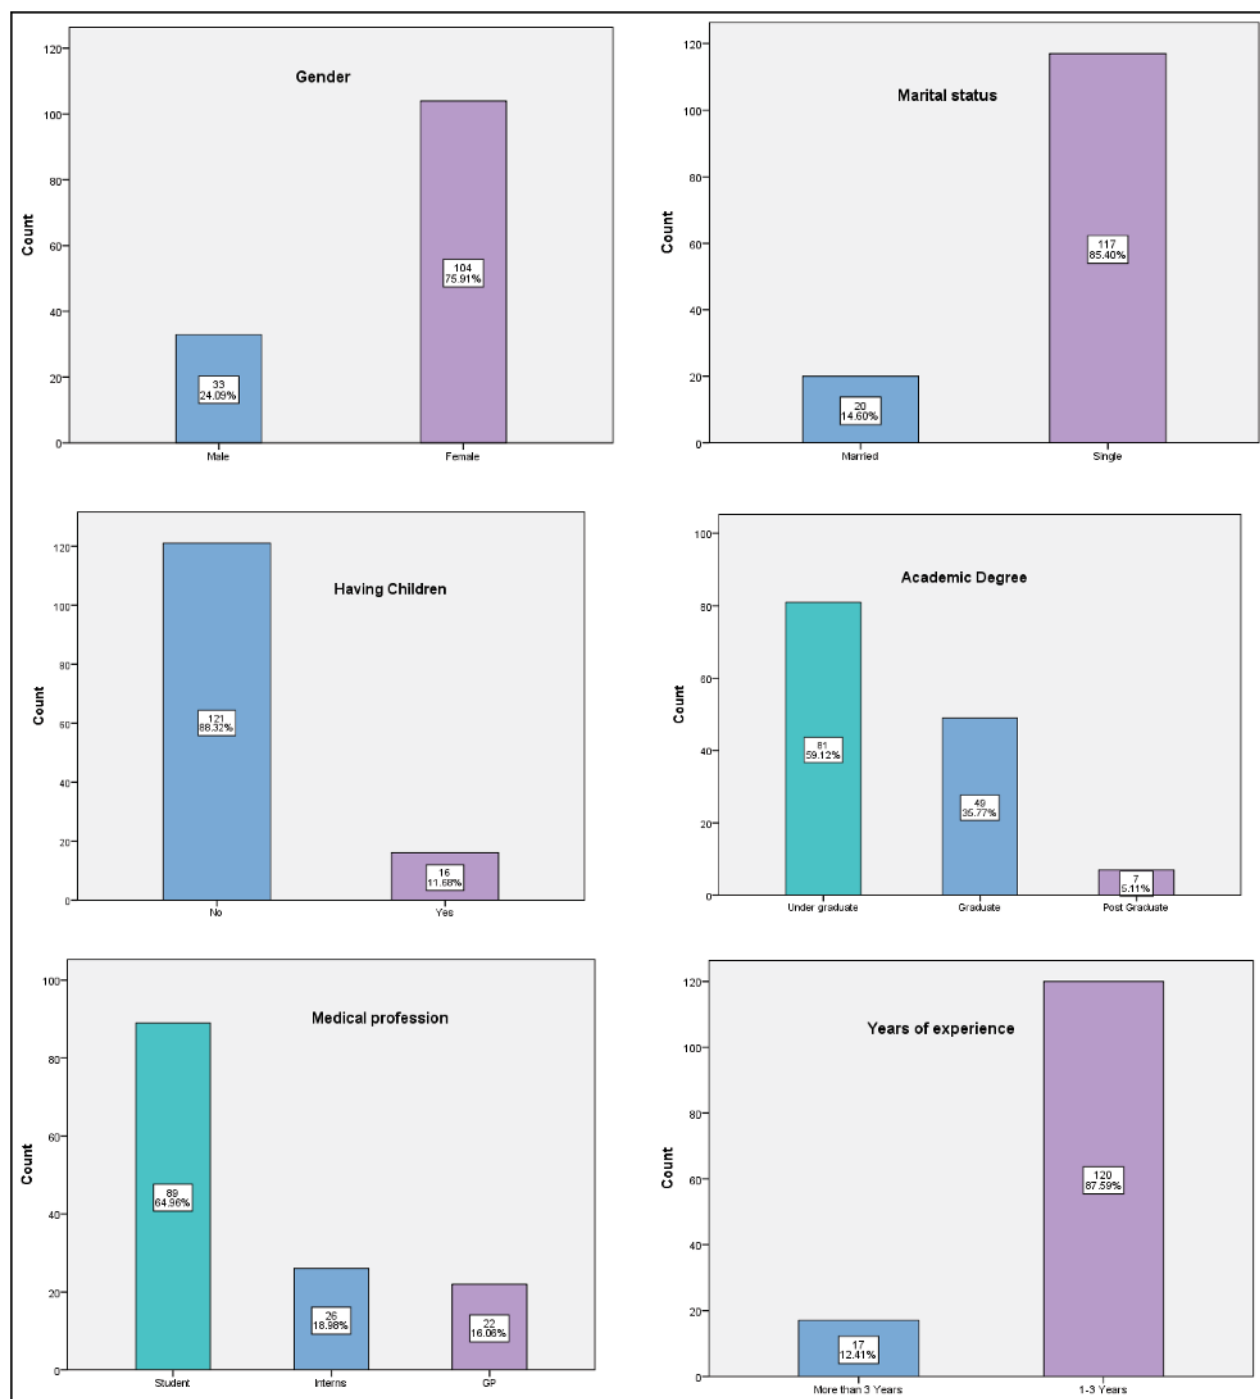 Gender
Count
120
100
80
60
40
20
0
33
24.09%
104
75.91%
Male
Female
Marital status
Count
120
100
80
60
40
20
0
20
14.60%
117
85.40%
Married
Single
Having Children
Count
120
100
80
60
40
20
0
121
88.32%
16
11.68%
No
Yes
Academic Degree
Count
100
80
60
40
20
0
81
59.12%
49
35.77%
7
5.11%
Under graduate
Graduate
Post Graduate
Medical profession
Count
100
80
60
40
20
0
89
64.96%
26
18.98%
22
16.06%
Student
Interns
GP
Years of experience
Count
120
100
80
60
40
20
0
17
12.41%
120
87.59%
More than 3 Years
1-3 Years